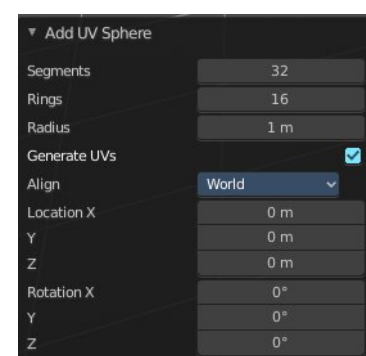 Add UV Sphere
Segments 32
Rings 16
Radius 1 m
Generate UVs
Align World
Location X 0 m
Y 0 m
Z 0 m
Rotation X 0°
Y 0°
Z 0°